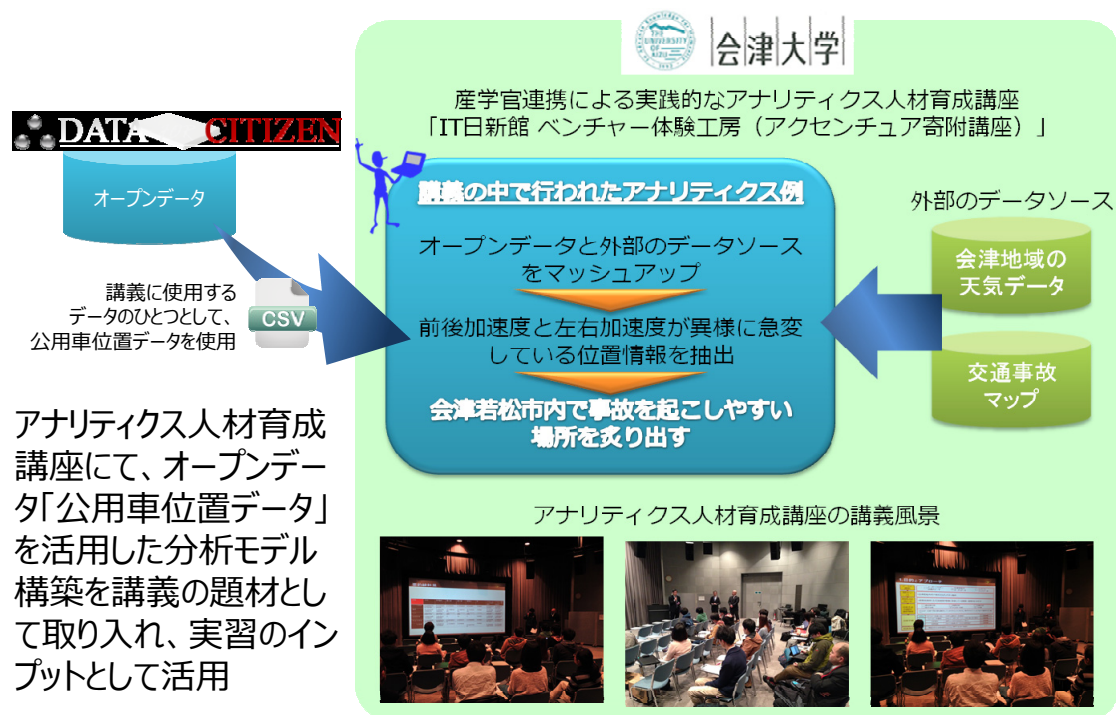 THE UNIVERSITY OF AIZU
会津大学
産学官連携による実践的なアナリティクス人材育成講座
「IT日新館 ベンチャー体験工房（アクセンチュア寄附講座）」
DATA CITIZEN
オープンデータ
講義に使用する
データのひとつとして、
公用車位置データを使用
CSV
講義の中で行われたアナリティクス例
オープンデータと外部のデータソース
をマッシュアップ
前後加速度と左右加速度が異様に急変
している位置情報を抽出
会津若松市内で事故を起こしやすい
場所を炙り出す
外部のデータソース
会津地域の
天気データ
交通事故
マップ
アナリティクス人材育成
講座にて、オープンデー
タ「公用車位置データ」
を活用した分析モデル
構築を講義の題材とし
て取り入れ、実習のイン
プットとして活用
アナリティクス人材育成講座の講義風景